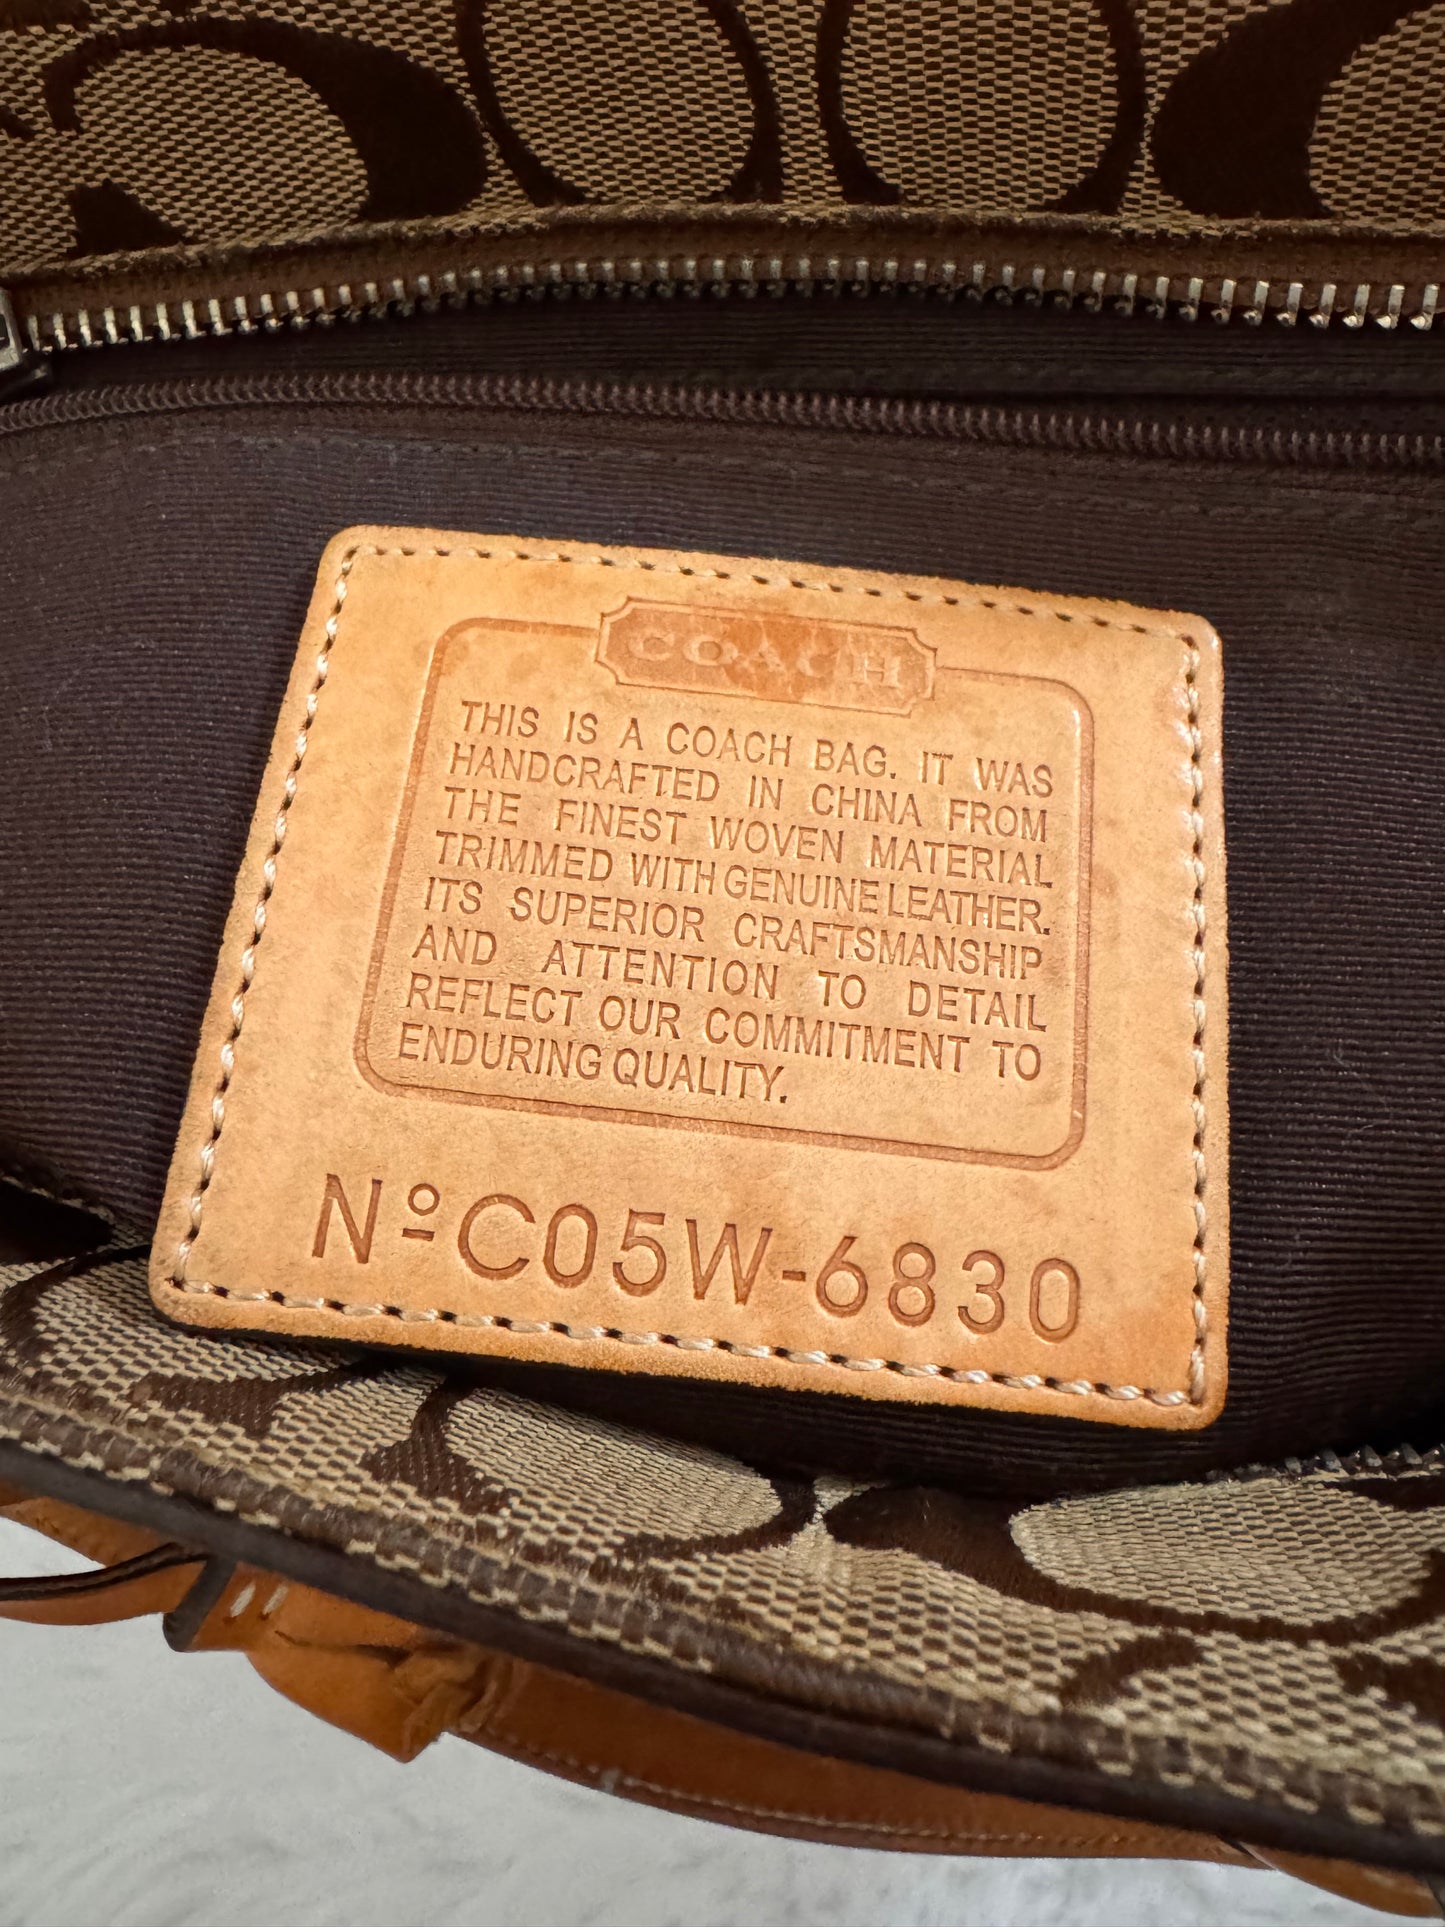 COACH
THIS IS A COACH BAG. IT WAS
HANDCRAFTED IN CHINA FROM
THE FINEST WOVEN MATERIAL
TRIMMED WITH GENUINE LEATHER.
ITS SUPERIOR CRAFTSMANSHIP
AND ATTENTION TO DETAIL
REFLECT OUR COMMITMENT TO
ENDURING QUALITY.
Nº C05W-6830